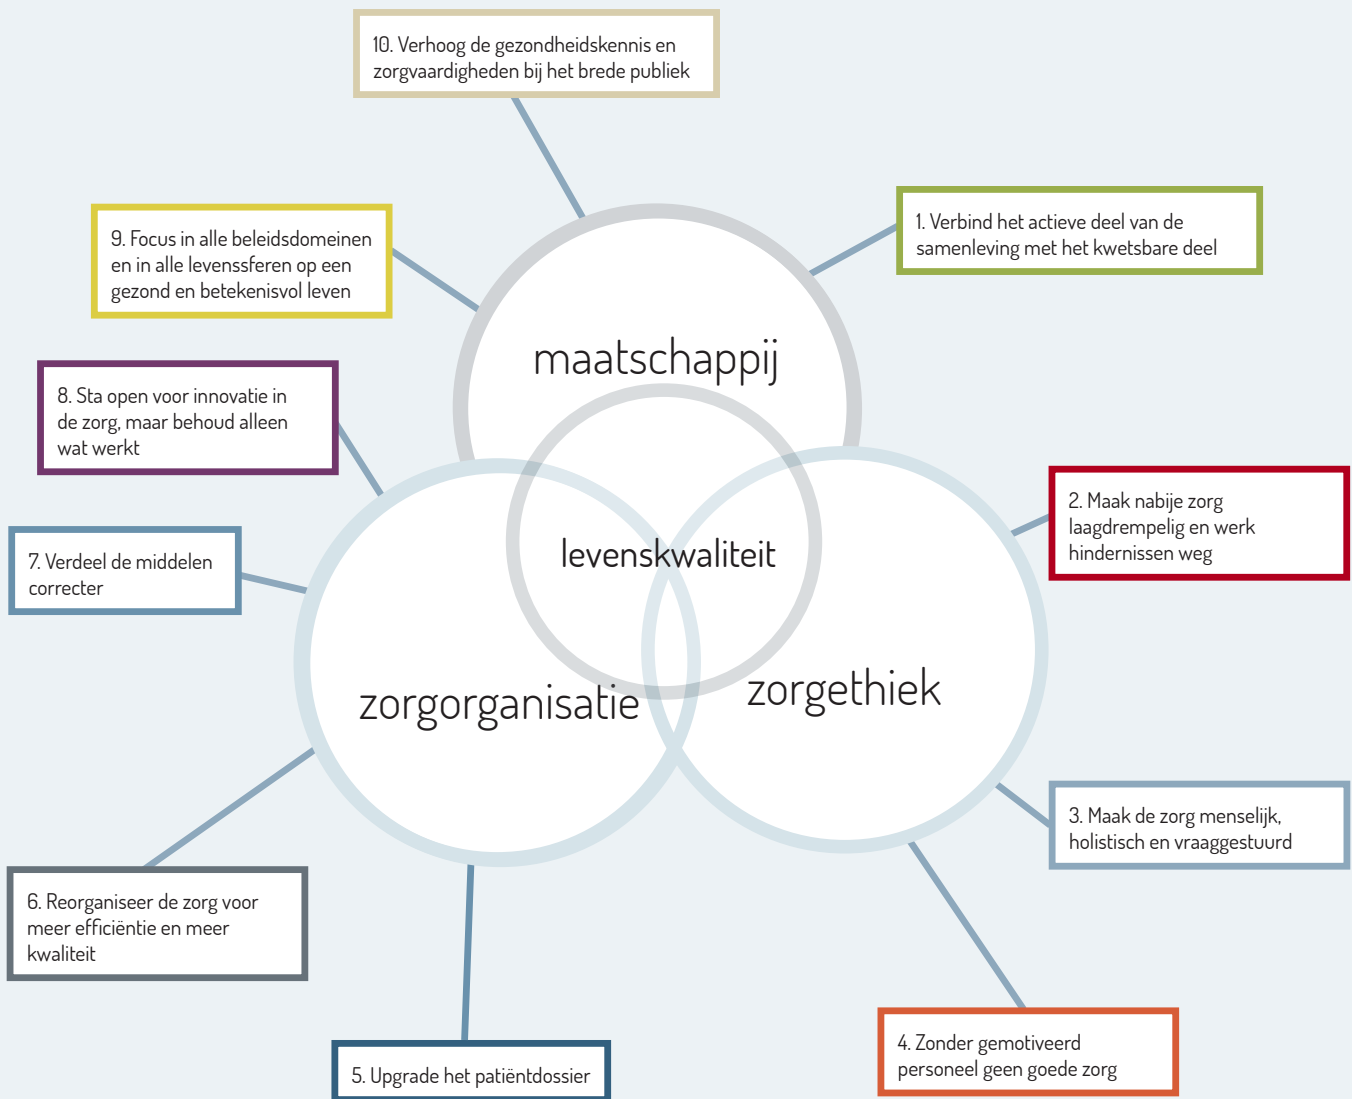 10. Verhoog de gezondheidskennis en
zorgvaardigheden bij het brede publiek
1. Verbind het actieve deel van de
samenleving met het kwetsbare deel
9. Focus in alle beleidsdomeinen
en in alle levenssferen op een
gezond en betekenisvol leven
maatschappij
8. Sta open voor innovatie in
de zorg, maar behoud alleen
wat werkt
2. Maak nabije zorg
laagdrempelig en werk
hindernissen weg
levenskwaliteit
7. Verdeel de middelen
correcter
zorgorganisatie
zorgethiek
3. Maak de zorg menselijk,
holistisch en vraaggestuurd
6. Reorganiseer de zorg voor
meer efficiëntie en meer
kwaliteit
4. Zonder gemotiveerd
personeel geen goede zorg
5. Upgrade het patiëntdossier